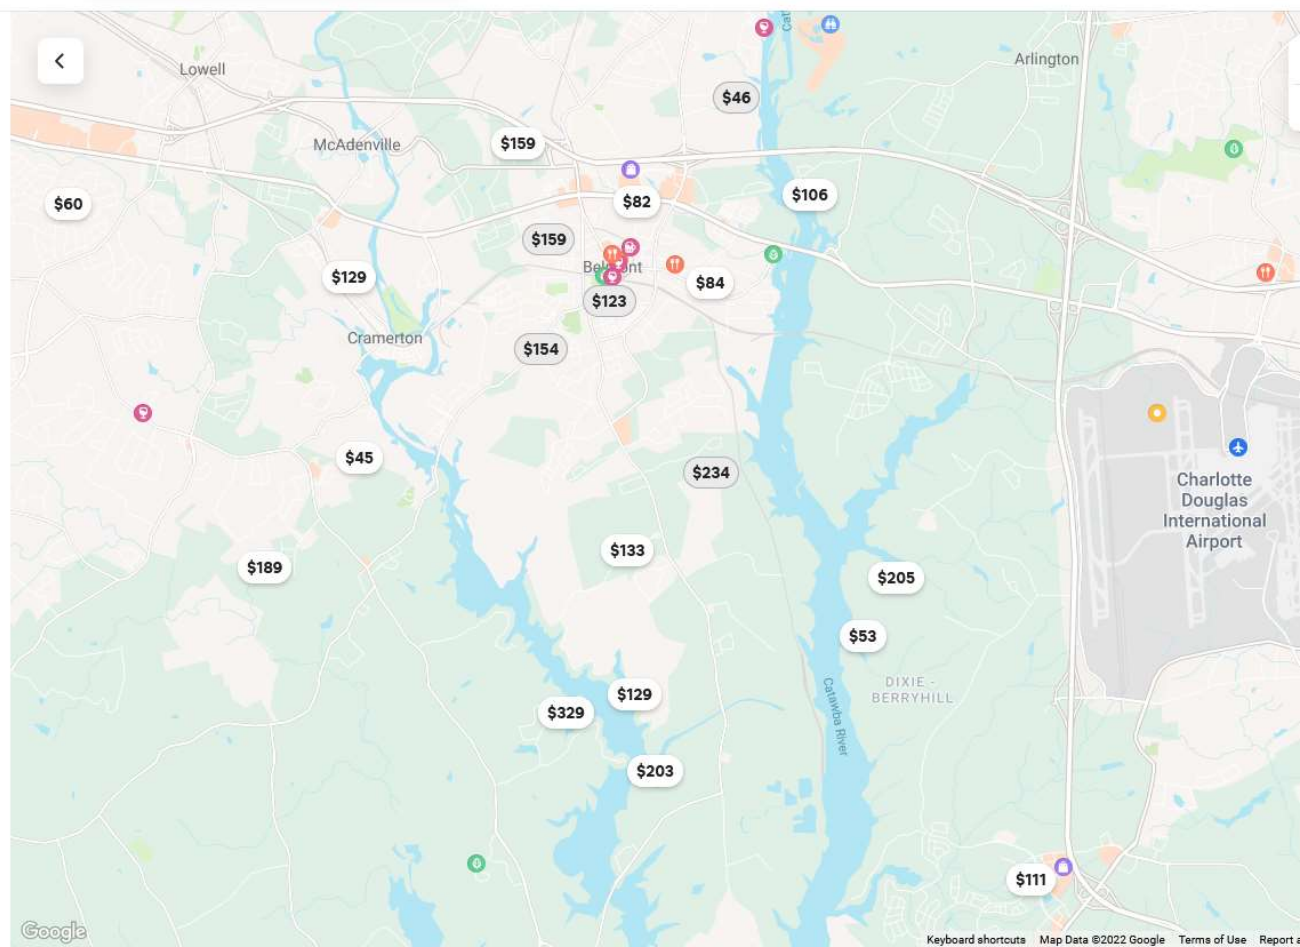 Lowell
Arlington
$46
McAdenville
$159
$60
$82
$106
$159
Belmont
$129
$84
$123
Cramerton
$154
$45
$234
Charlotte
Douglas
International
Airport
$133
$189
$205
$53
DIXIE -
BERRYHILL
$129
$329
Catawba River
$203
$111
Google
Keyboard shortcuts Map Data ©2022 Google Terms of Use Report a